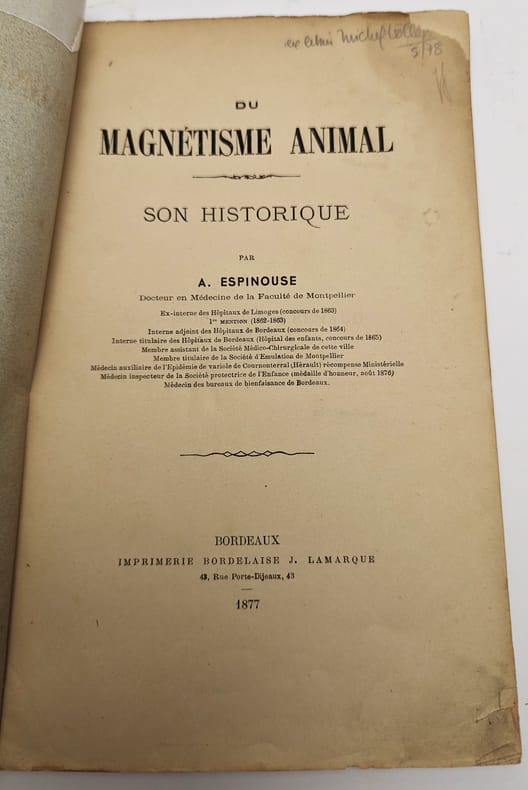 ex libris
5/78
DU
MAGNÉTISME ANIMAL
SON HISTORIQUE
PAR
A. ESPINOUSE
Docteur en Médecine de la Faculté de Montpellier
Ex-interne des Hôpitaux de Limoges (concours de 1863)
1re MENTION (1862-1863)
Interne adjoint des Hôpitaux de Bordeaux (concours de 1864)
Interne titulaire des Hôpitaux de Bordeaux (Hôpital des enfants, concours de 1865)
Membre assistant de la Société Médico-Chirurgicale de cette ville
Membre titulaire de la Société d'Emulation de Montpellier
Médecin auxiliaire de l'Epidémie de variole de Cournonterral (Hérault) récompense Ministérielle
Médecin inspecteur de la Société protectrice de l'Enfance (médaille d'honneur, août 1876)
Médecin des bureaux de bienfaisance de Bordeaux.
BORDEAUX
IMPRIMERIE BORDELAISE J. LAMARQUE
43, Rue Porte-Dijeaux, 43
1877